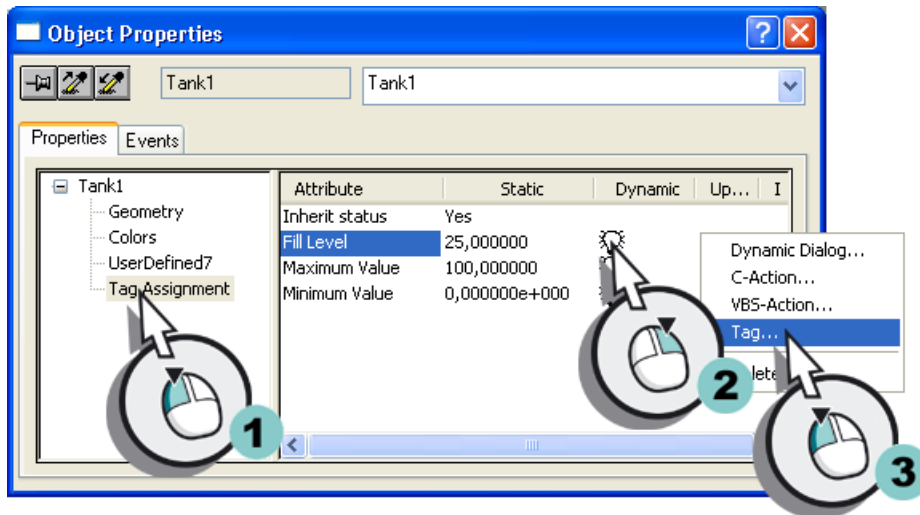 Object Properties
Tank1 Tank1
Properties Events
Tank1
Geometry
Colors
UserDefined7
Tag Assignment
Attribute Static Dynamic Up... I
Inherit status Yes
Fill Level 25,000000
Maximum Value 100,000000
Minimum Value 0,000000e+000
Dynamic Dialog...
C-Action...
VBS-Action...
Tag...
1
2
3